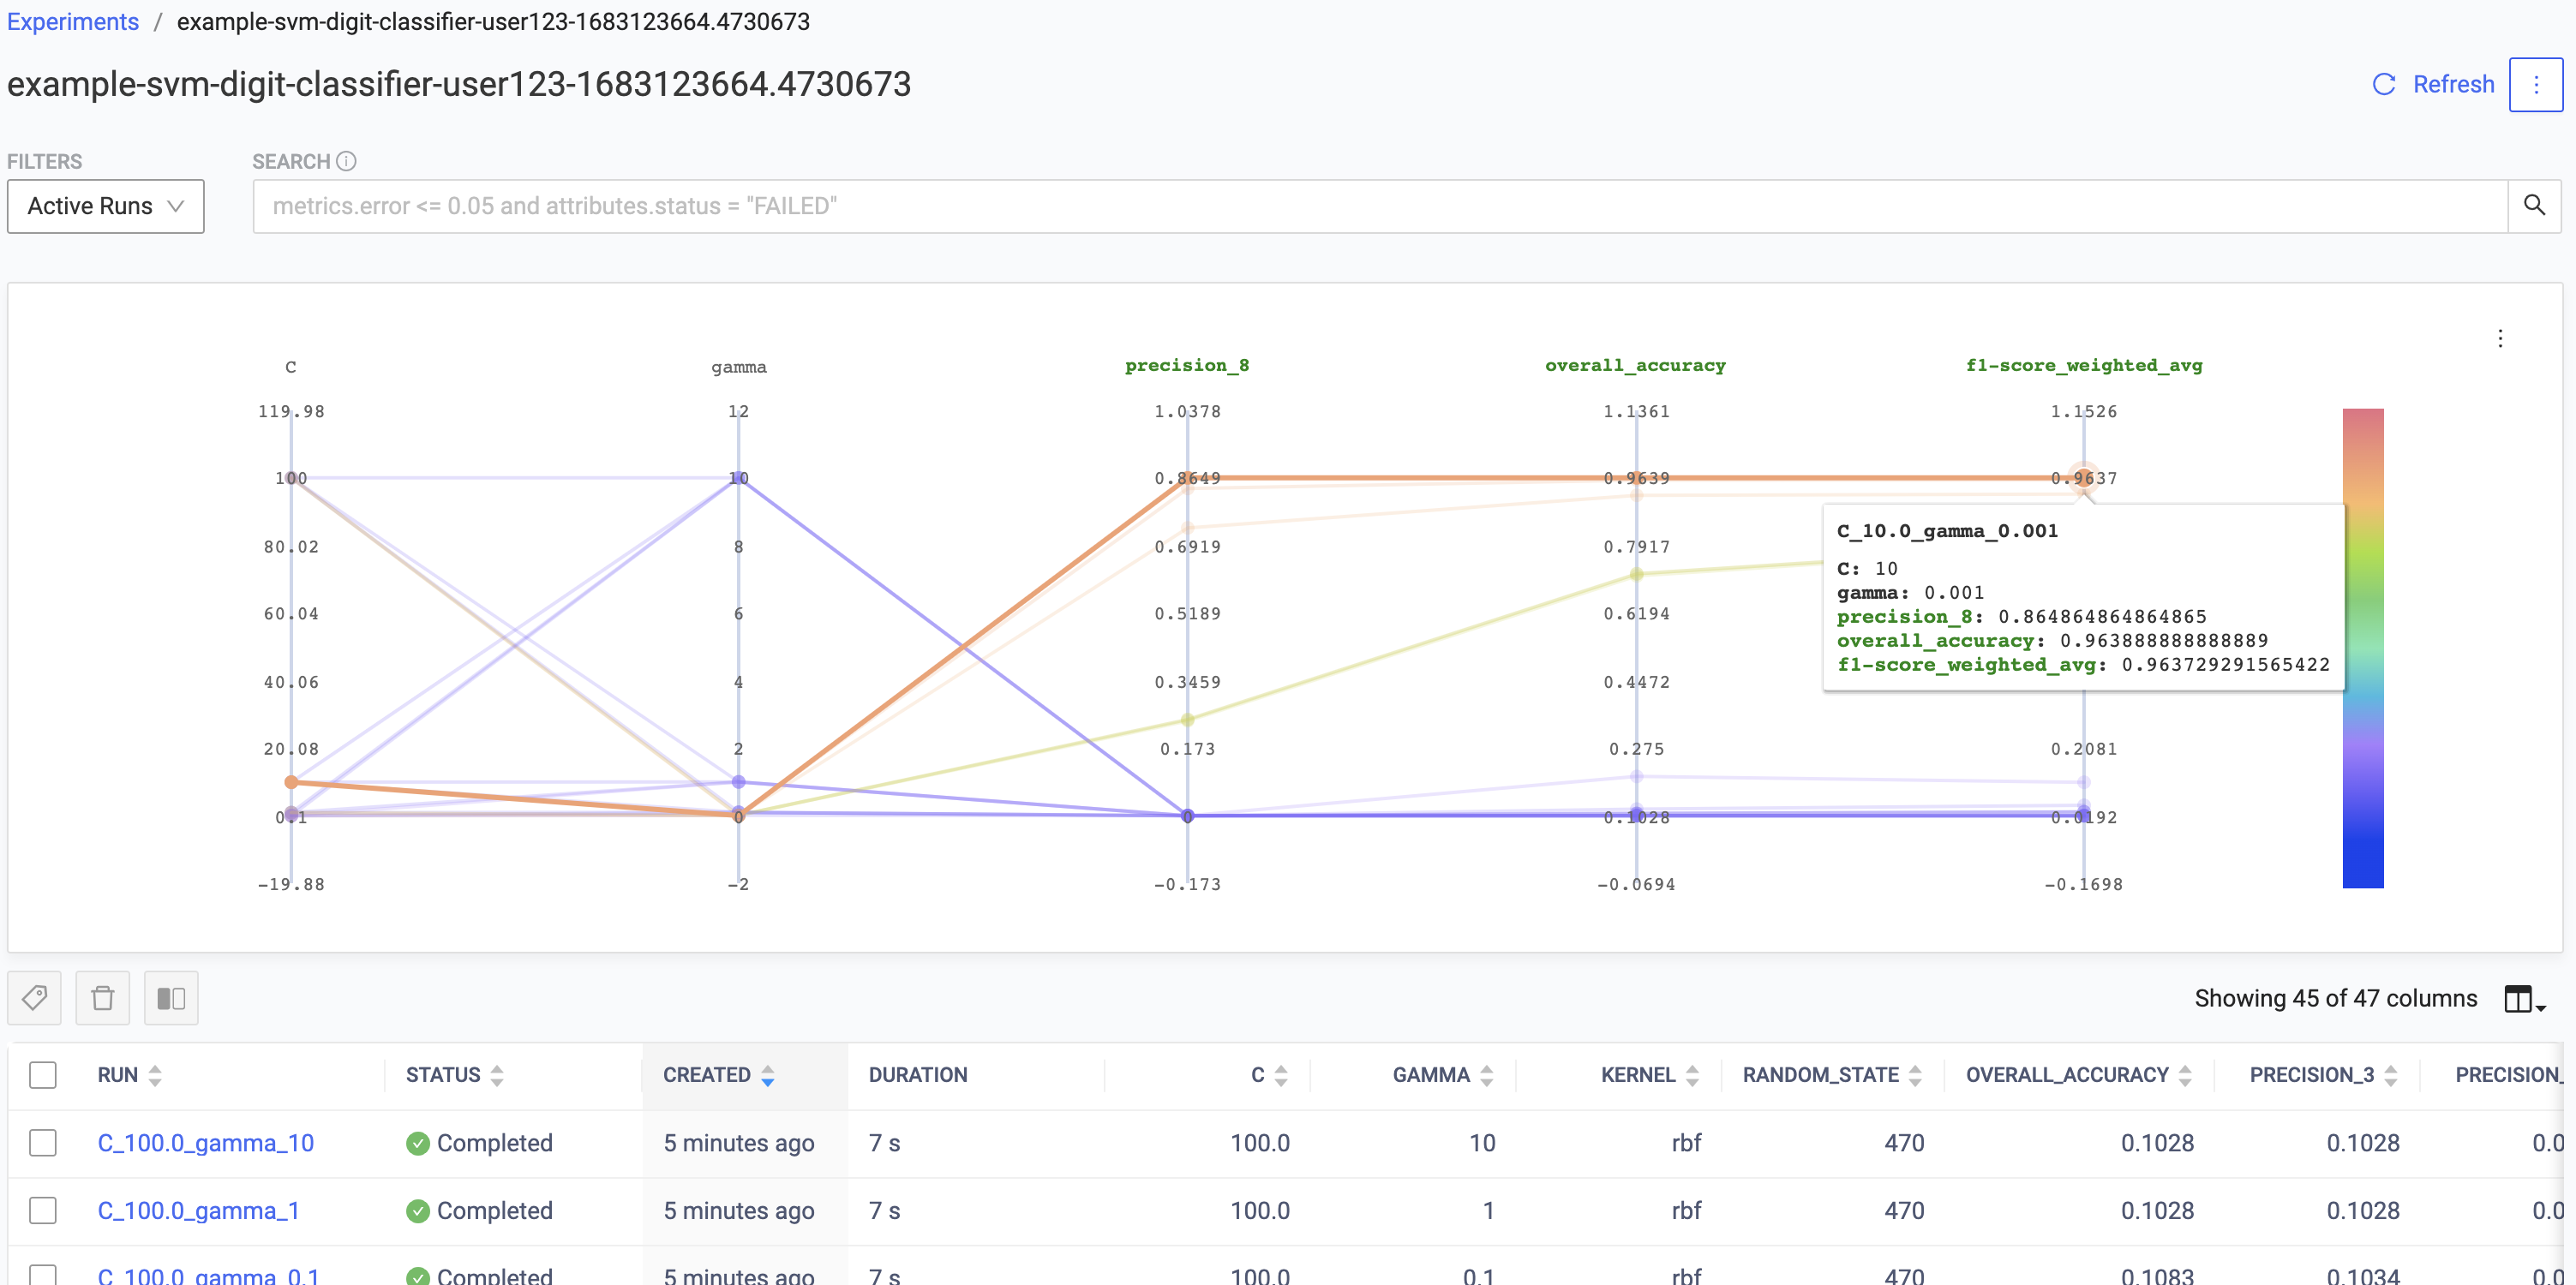 Experiments / example-svm-digit-classifier-user123-1683123664.4730673
example-svm-digit-classifier-user123-1683123664.4730673
Refresh
FILTERS
SEARCH
Active Runs
metrics.error <= 0.05 and attributes.status = "FAILED"
C gamma precision_8 overall_accuracy f1-score_weighted_avg
119.98 12 1.0378 1.1361 1.1526
100 10 0.8649 0.9639 0.9637
80.02 8 0.6919 0.7917
60.04 6 0.5189 0.6194
40.06 4 0.3459 0.4472
20.08 2 0.173 0.275 0.2081
0.1 0 0 0.1028 0.0192
-19.88 -2 -0.173 -0.0694 -0.1698
C_10.0_gamma_0.001
C: 10
gamma: 0.001
precision_8: 0.864864864864865
overall_accuracy: 0.963888888888889
f1-score_weighted_avg: 0.963729291565422
Showing 45 of 47 columns
RUN STATUS CREATED DURATION C GAMMA KERNEL RANDOM_STATE OVERALL_ACCURACY PRECISION_3 PRECISION_
C_100.0_gamma_10 Completed 5 minutes ago 7 s 100.0 10 rbf 470 0.1028 0.1028 0.0
C_100.0_gamma_1 Completed 5 minutes ago 7 s 100.0 1 rbf 470 0.1028 0.1028 0.0
C_100.0_gamma_0.1 Completed 5 minutes ago 7 s 100.0 0.1 rbf 470 0.1083 0.1034 0.0